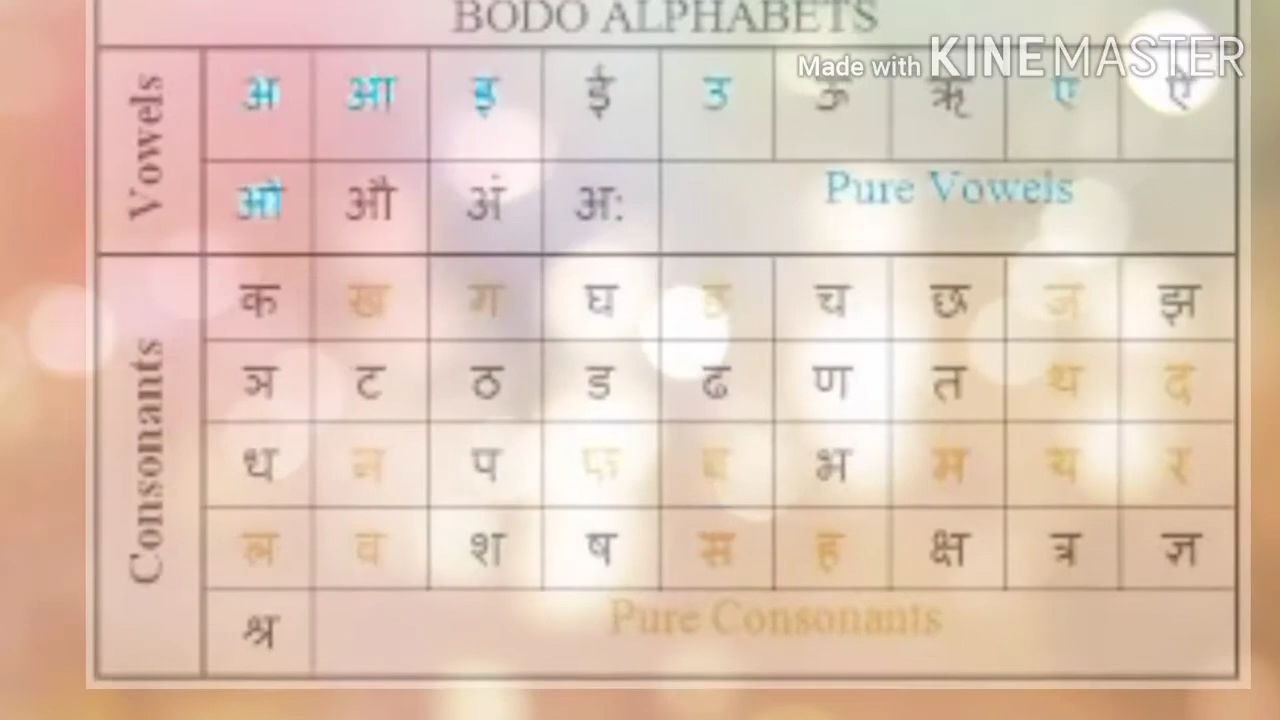 BODO ALPHABETS
Made with KINEMASTER
Vowels
अ आ इ ई उ ऊ ऋ ए ऐ
ओ औ अं अ: Pure Vowels
Consonants
क ख ग घ ङ च छ ज झ
ञ ट ठ ड ढ ण त थ द
ध न प फ ब भ म य र
ल व श ष स ह क्ष त्र ज्ञ
श्र Pure Consonants